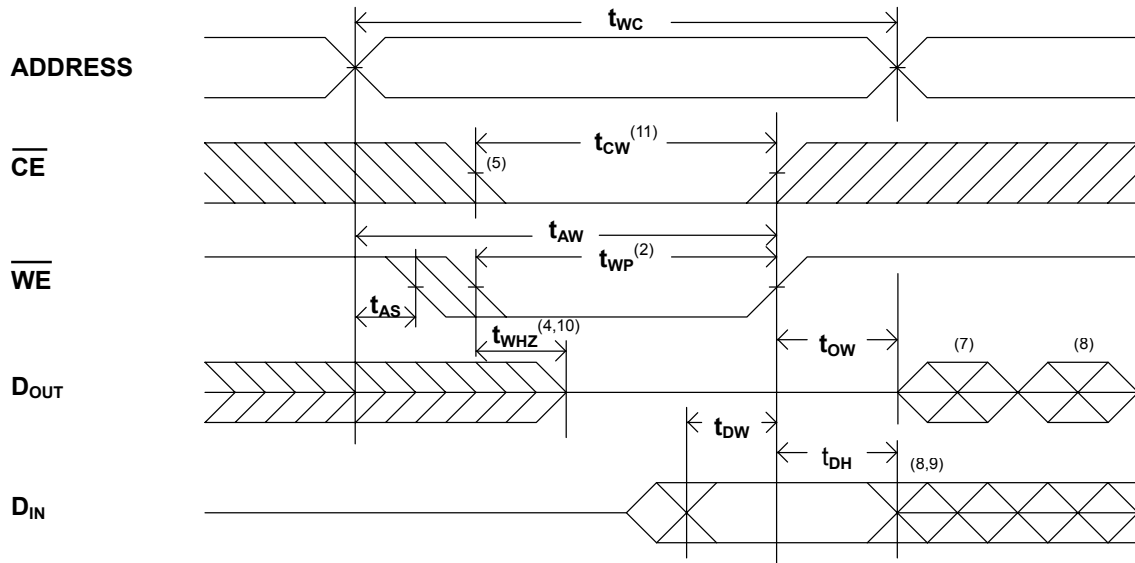 tWC
ADDRESS
tCW(11)
CE
(5)
tAW
tWP(2)
WE
tAS
tWHZ(4,10)
tOW
(7)
(8)
DOUT
tDW
tDH
(8,9)
DIN